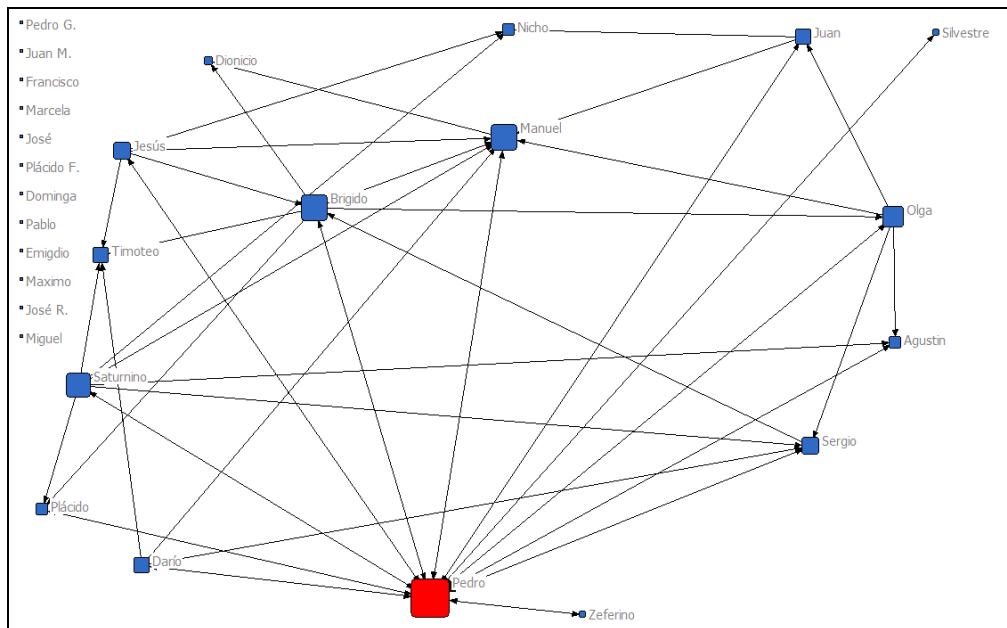 Pedro G.
Juan M.
Francisco
Marcela
José
Plácido F.
Dominga
Pablo
Emigdio
Maximo
José R.
Miguel
Nicho
Juan
Silvestre
Dionicio
Manuel
Jesús
Brigido
Olga
Timoteo
Agustin
Saturnino
Sergio
Plácido
Darío
Pedro
Zeferino